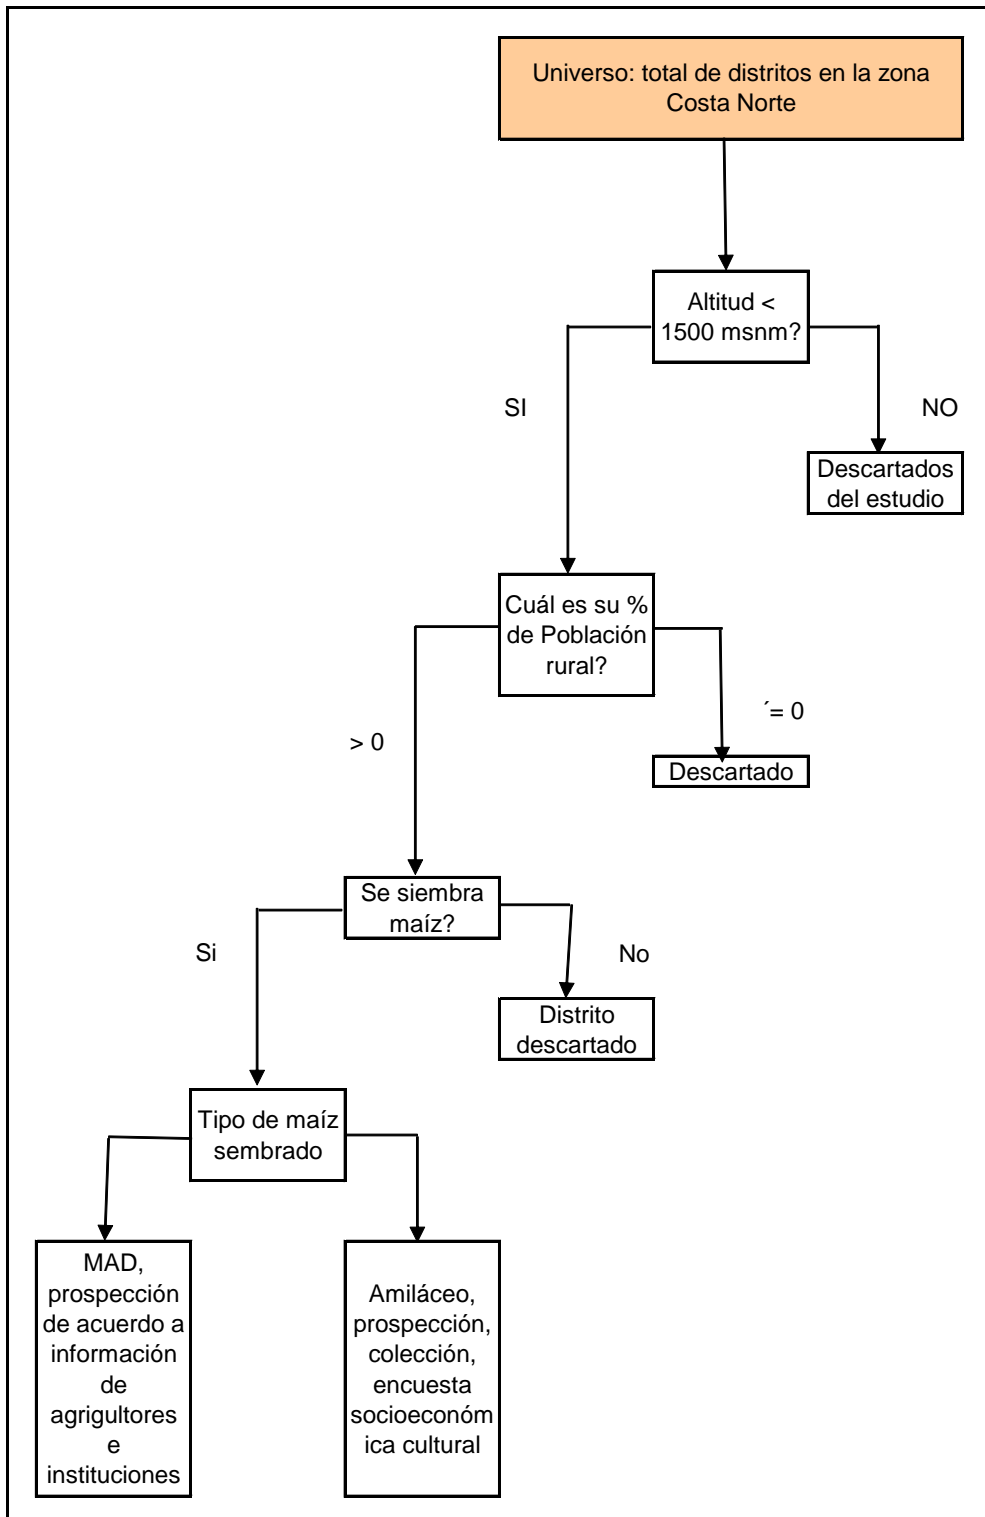 Universo: total de distritos en la zona
Costa Norte
Altitud <
1500 msnm?
SI
NO
Descartados
del estudio
Cuál es su %
de Población
rural?
> 0
´= 0
Descartado
Se siembra
maíz?
Si
No
Distrito
descartado
Tipo de maíz
sembrado
MAD,
prospección
de acuerdo a
información
de
agrigultores
e
instituciones
Amiláceo,
prospección,
colección,
encuesta
socioeconóm
ica cultural